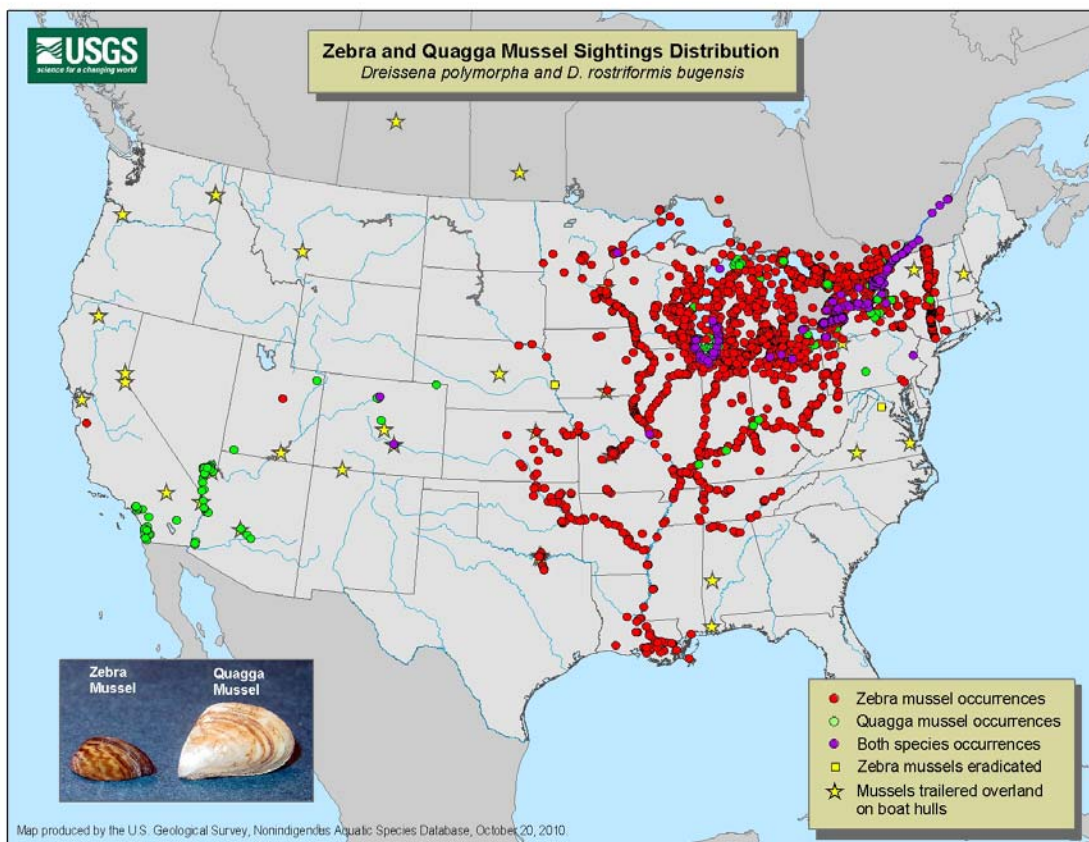 USGS
science for a changing world
Zebra and Quagga Mussel Sightings Distribution
Dreissena polymorpha and D. rostriformis bugensis
Zebra
Mussel
Quagga
Mussel
Zebra mussel occurrences
Quagga mussel occurrences
Both species occurrences
Zebra mussels eradicated
Mussels trailered overland
on boat hulls
Map produced by the U.S. Geological Survey, Nonindigenous Aquatic Species Database, October 20, 2010.